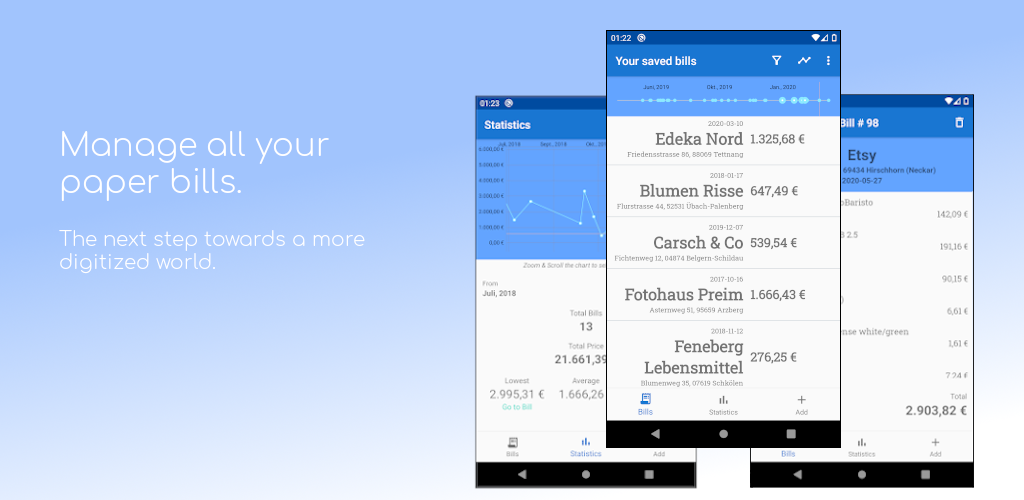 Manage all your
paper bills.
The next step towards a more
digitized world.
01:23
Statistics
Juli, 2018
Sept., 2018
6.000,00 €
5.000,00 €
4.000,00 €
3.000,00 €
2.000,00 €
1.000,00 €
0,00 €
Zoom & Scroll the chart to
From
Juli, 2018
Total Bills
13
Total Price
21.661,39
Lowest
Average
2.995,31 €
1.666,26
Go to Bill
Bills
Statistics
Add
01:22
Your saved bills
Juni, 2019
Okt., 2019
Jan., 2020
2020-03-10
Edeka Nord 1.325,68 €
Friedensstrasse 86, 88069 Tettnang
2018-01-17
Blumen Risse 647,49 €
Flurstrasse 44, 52531 Übach-Palenberg
2019-12-07
Carsch & Co 539,54 €
Fichtenweg 12, 04874 Belgern-Schildau
2017-10-16
Fotohaus Preim 1.666,43 €
Asternweg 51, 95659 Arzberg
2018-11-12
Feneberg
Lebensmittel 276,25 €
Blumenweg 35, 07619 Schkölen
Bills
Statistics
Add
Bill # 98
Etsy
69434 Hirschhorn (Neckar)
2020-05-27
Baristo
142,09 €
2.5
191,16 €
90,15 €
6,61 €
white/green
1,61 €
7,24 €
Total
2.903,82 €
Bills
Statistics
Add